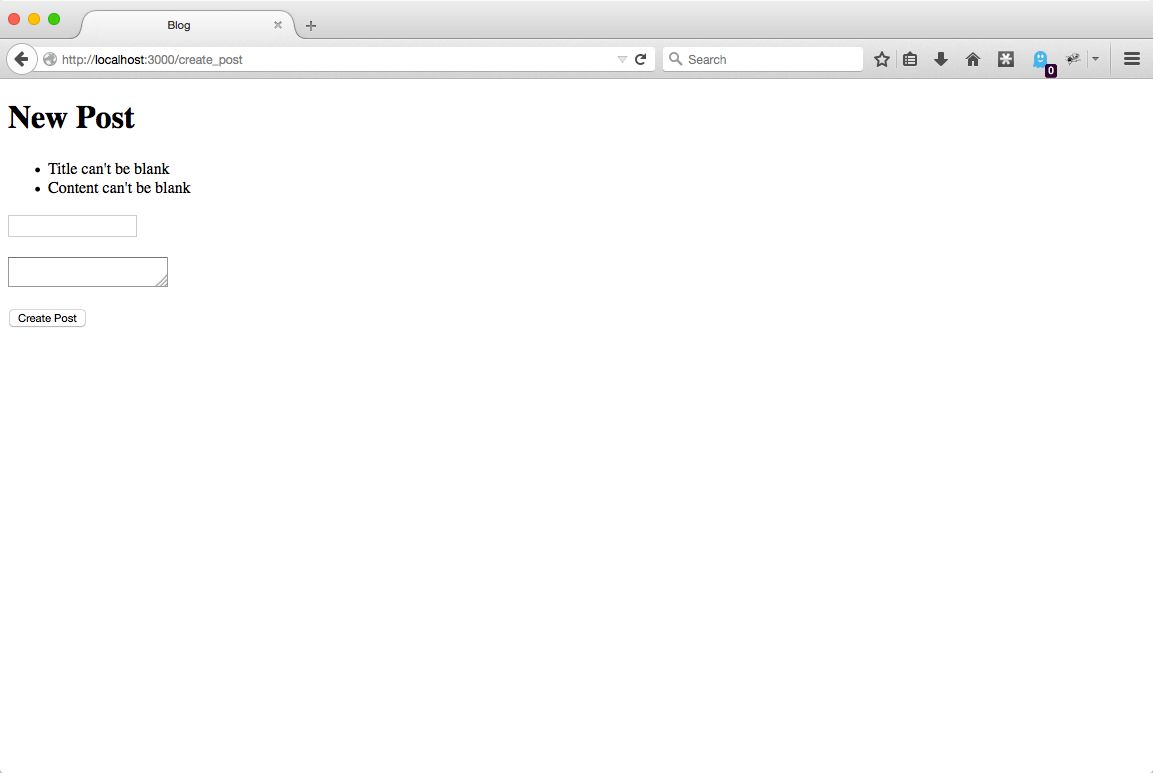 Blog
http://localhost:3000/create_post
Search
0
New Post
Title can't be blank
Content can't be blank
Create Post